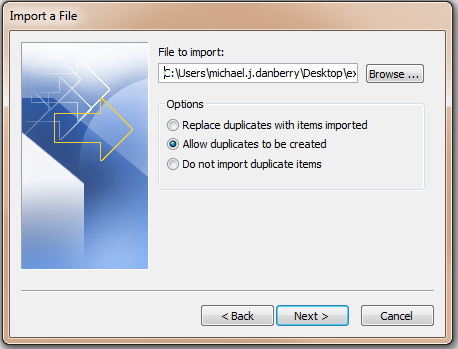 Import a File
File to import:
C:\Users\michael.j.danberry\Desktop\ex
Browse ...
Options
Replace duplicates with items imported
Allow duplicates to be created
Do not import duplicate items
< Back
Next >
Cancel